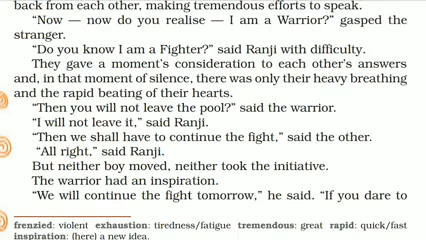 back from each other, making tremendous efforts to speak.
“Now — now do you realise — I am a Warrior?” gasped the
stranger.
“Do you know I am a Fighter?” said Ranji with difficulty.
They gave a moment’s consideration to each other’s answers
and, in that moment of silence, there was only their heavy breathing
and the rapid beating of their hearts.
“Then you will not leave the pool?” said the warrior.
“I will not leave it,” said Ranji.
“Then we shall have to continue the fight,” said the other.
“All right,” said Ranji.
But neither boy moved, neither took the initiative.
The warrior had an inspiration.
“We will continue the fight tomorrow,” he said. “If you dare to
frenzied: violent exhaustion: tiredness/fatigue tremendous: great rapid: quick/fast
inspiration: (here) a new idea.